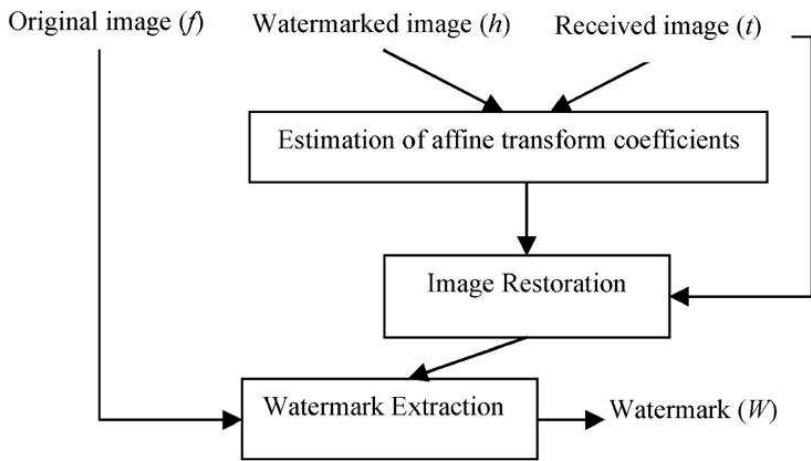 Original image (f)
Watermarked image (h)
Received image (t)
Estimation of affine transform coefficients
Image Restoration
Watermark Extraction
Watermark (W)